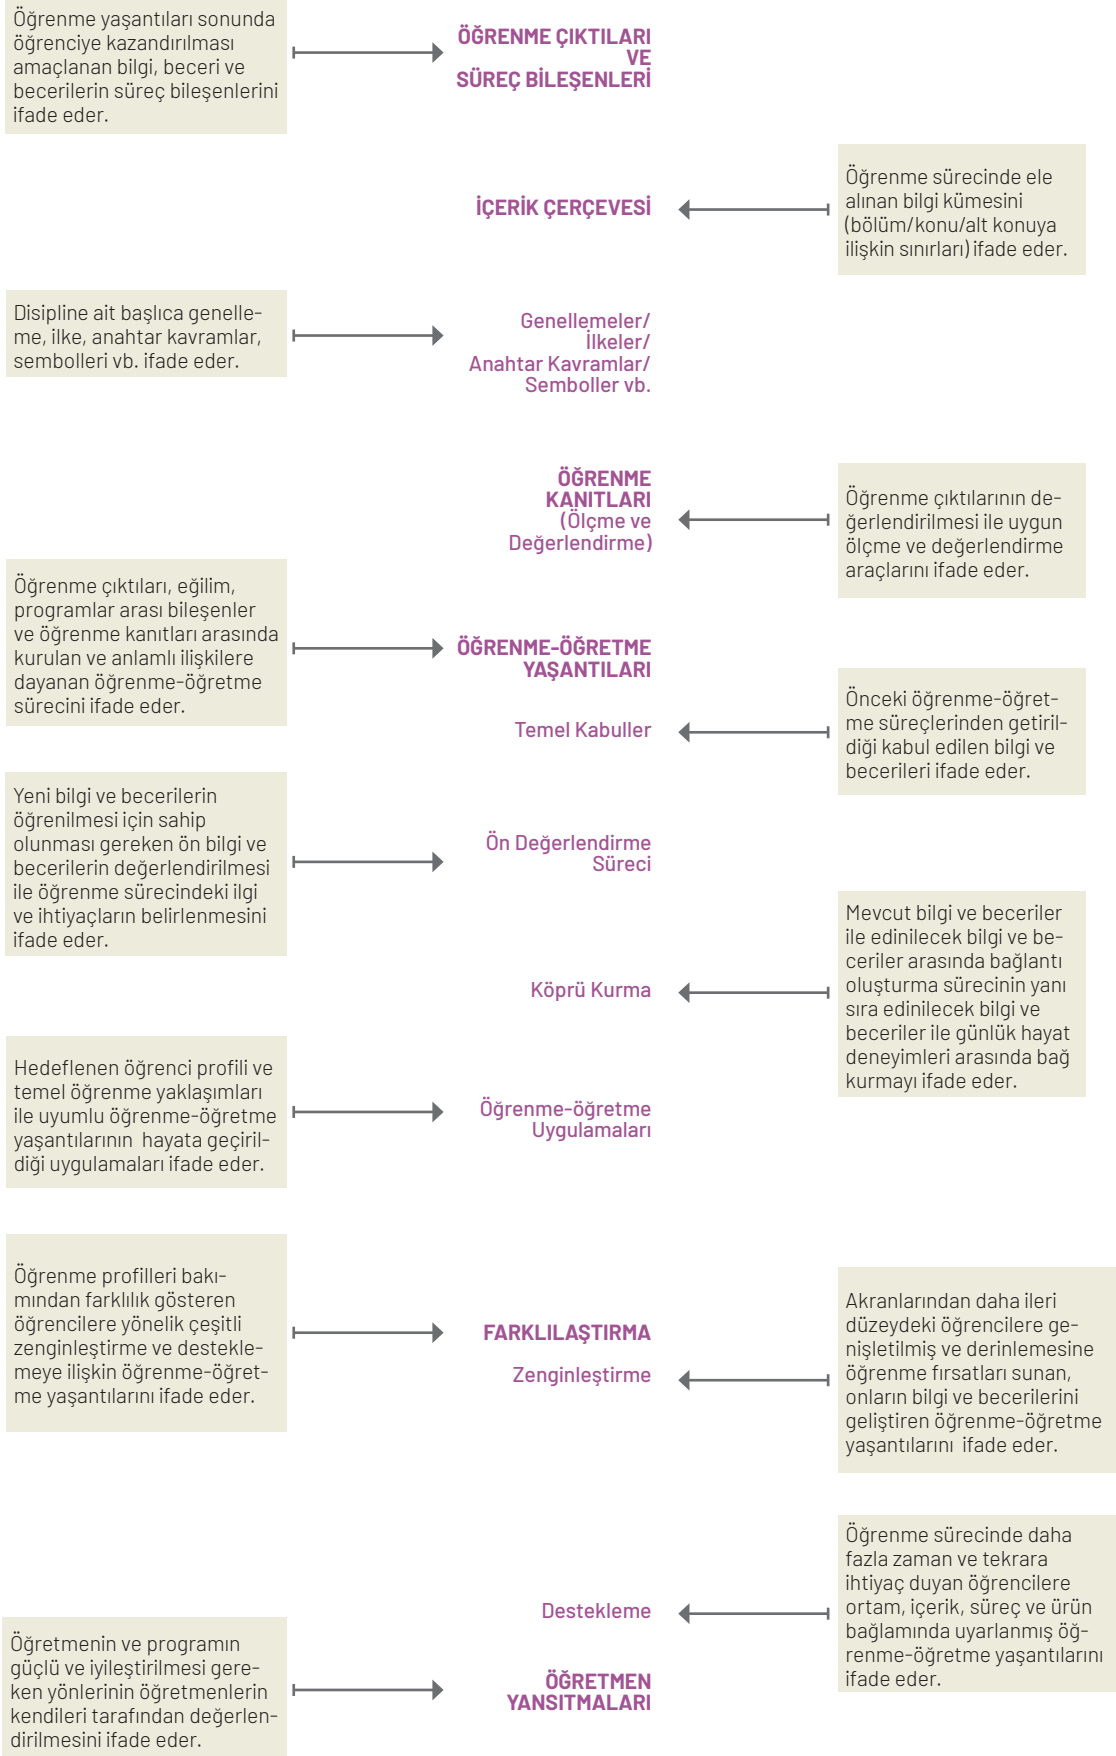 Öğrenme yaşantıları sonunda
öğrenciye kazandırılması
amaçlanan bilgi, beceri ve
becerilerin süreç bileşenlerini
ifade eder.
ÖĞRENME ÇIKTILARI
VE
SÜREÇ BİLEŞENLERİ
İÇERİK ÇERÇEVESİ
Öğrenme sürecinde ele
alınan bilgi kümesini
(bölüm/konu/alt konuya
ilişkin sınırları) ifade eder.
Disipline ait başlıca genelle-
me, ilke, anahtar kavramlar,
sembolleri vb. ifade eder.
Genellemeler/
İlkeler/
Anahtar Kavramlar/
Semboller vb.
ÖĞRENME
KANITLARI
(Ölçme ve
Değerlendirme)
Öğrenme çıktılarının de-
ğerlendirilmesi ile uygun
ölçme ve değerlendirme
araçlarını ifade eder.
Öğrenme çıktıları, eğilim,
programlar arası bileşenler
ve öğrenme kanıtları arasında
kurulan ve anlamlı ilişkilere
dayanan öğrenme-öğretme
sürecini ifade eder.
ÖĞRENME-ÖĞRETME
YAŞANTILARI
Temel Kabuller
Önceki öğrenme-öğret-
me süreçlerinden getiril-
diği kabul edilen bilgi ve
becerileri ifade eder.
Yeni bilgi ve becerilerin
öğrenilmesi için sahip
olunması gereken ön bilgi ve
becerilerin değerlendirilmesi
ile öğrenme sürecindeki ilgi
ve ihtiyaçların belirlenmesini
ifade eder.
Ön Değerlendirme
Süreci
Köprü Kurma
Mevcut bilgi ve beceriler
ile edinilecek bilgi ve be-
ceriler arasında bağlantı
oluşturma sürecinin yanı
sıra edinilecek bilgi ve
beceriler ile günlük hayat
deneyimleri arasında bağ
kurmayı ifade eder.
Hedeflenen öğrenci profili ve
temel öğrenme yaklaşımları
ile uyumlu öğrenme-öğretme
yaşantılarının hayata geçiril-
diği uygulamaları ifade eder.
Öğrenme-öğretme
Uygulamaları
Öğrenme profilleri bakı-
mından farklılık gösteren
öğrencilere yönelik çeşitli
zenginleştirme ve destekle-
meye ilişkin öğrenme-öğret-
me yaşantılarını ifade eder.
FARKLILAŞTIRMA
Zenginleştirme
Akranlarından daha ileri
düzeydeki öğrencilere ge-
nişletilmiş ve derinlemesine
öğrenme fırsatları sunan,
onların bilgi ve becerilerini
geliştiren öğrenme-öğretme
yaşantılarını ifade eder.
Destekleme
Öğrenme sürecinde daha
fazla zaman ve tekrara
ihtiyaç duyan öğrencilere
ortam, içerik, süreç ve ürün
bağlamında uyarlanmış öğ-
renme-öğretme yaşantılarını
ifade eder.
Öğretmenin ve programın
güçlü ve iyileştirilmesi gere-
ken yönlerinin öğretmenlerin
kendileri tarafından değerlen-
dirilmesini ifade eder.
ÖĞRETMEN
YANSITMALARI